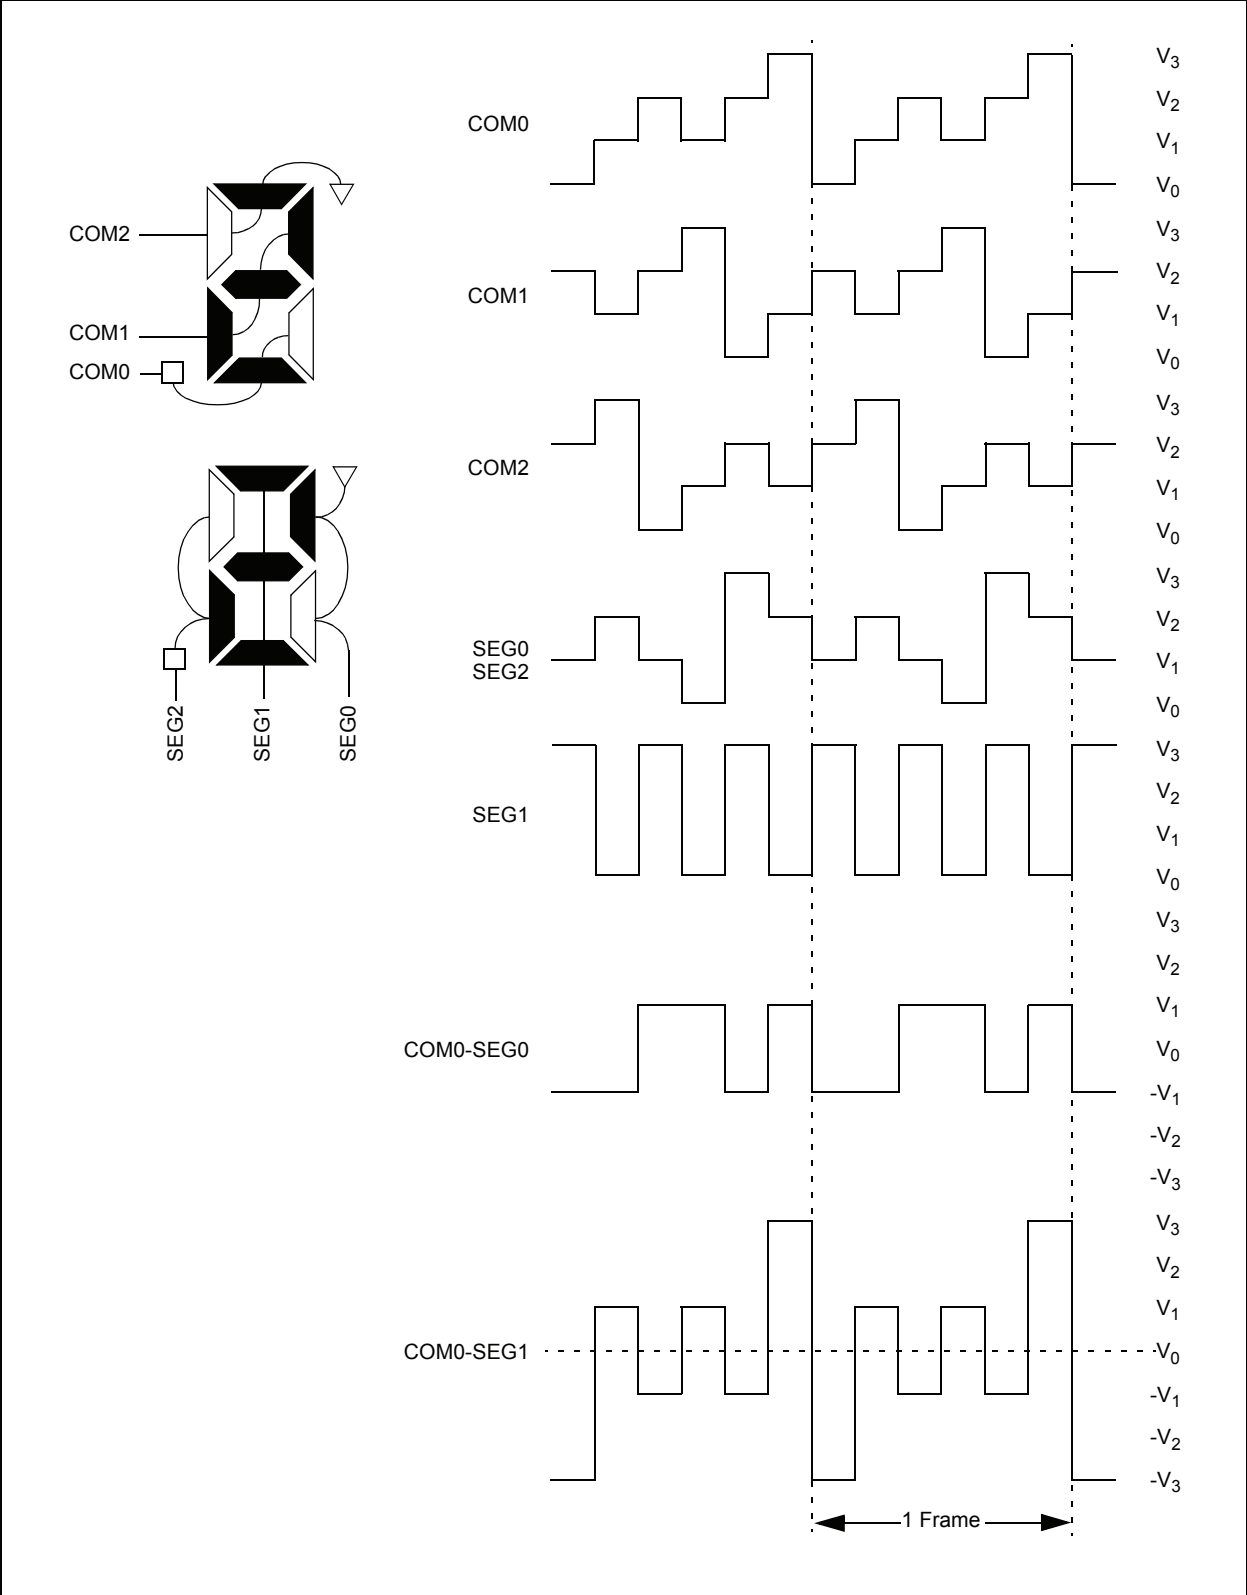 V3
V2
COM0
V1
V0
COM2
V3
V2
COM1
V1
COM1
V0
COM0
V3
V2
COM2
V1
V0
V3
V2
SEG0
SEG2
V1
V0
SEG2
SEG1
SEG0
V3
V2
SEG1
V1
V0
V3
V2
V1
COM0-SEG0
V0
-V1
-V2
-V3
V3
V2
V1
COM0-SEG1
V0
-V1
-V2
-V3
1 Frame